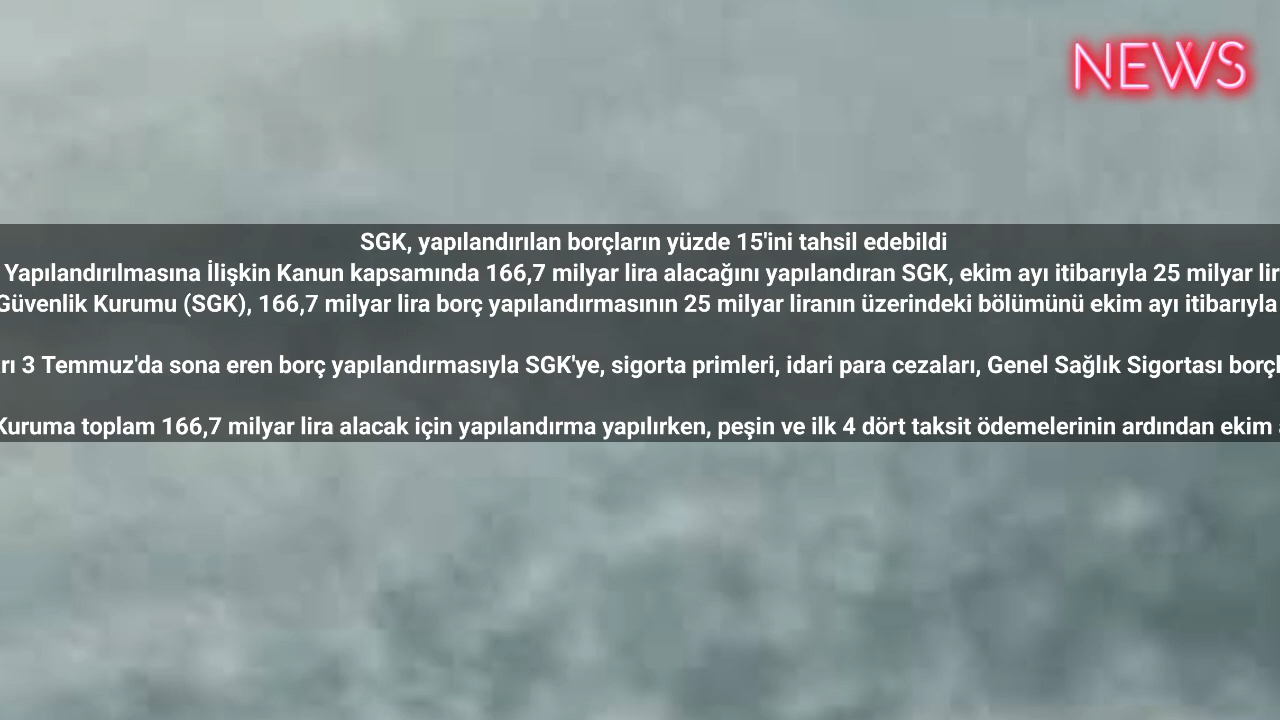 NEWS
SGK, yapılandırılan borçların yüzde 15'ini tahsil edebildi
Yapılandırılmasına İlişkin Kanun kapsamında 166,7 milyar lira alacağını yapılandıran SGK, ekim ayı itibarıyla 25 milyar lir
Güvenlik Kurumu (SGK), 166,7 milyar lira borç yapılandırmasının 25 milyar liranın üzerindeki bölümünü ekim ayı itibarıyla
rı 3 Temmuz'da sona eren borç yapılandırmasıyla SGK'ye, sigorta primleri, idari para cezaları, Genel Sağlık Sigortası borçl
Kuruma toplam 166,7 milyar lira alacak için yapılandırma yapılırken, peşin ve ilk 4 dört taksit ödemelerinin ardından ekim